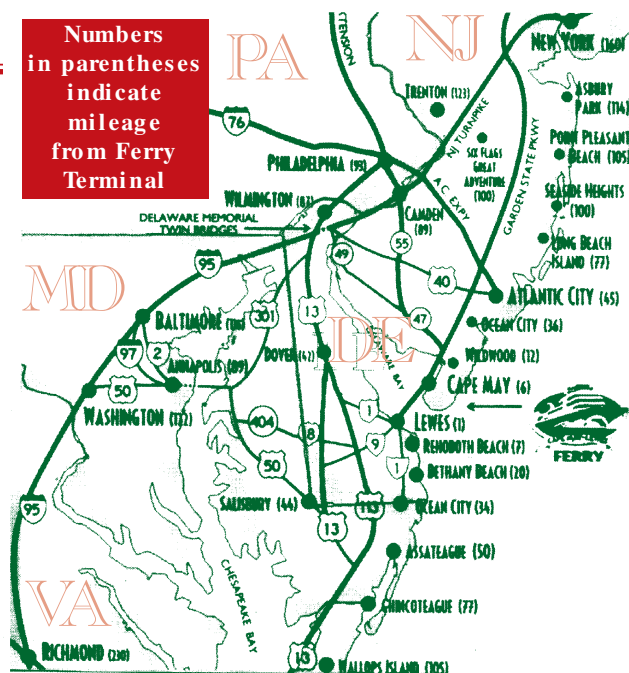 Numbers
in parentheses
indicate
mileage
from Ferry
Terminal
PA
NJ
NEW YORK (160)
TRENTON (123)
ASBURY
PARK (114)
76
NJ TURNPIKE
GARDEN STATE PKWY
POINT PLEASANT
BEACH (105)
SIX FLAGS
GREAT
ADVENTURE
(100)
PHILADELPHIA (93)
A.C. EXPY
SEASIDE HEIGHTS
(100)
WILMINGTON (87)
CAMDEN
(89)
DELAWARE MEMORIAL
TWIN BRIDGES
LONG BEACH
ISLAND (77)
55
49
40
95
MD
301
13
ATLANTIC CITY (45)
OCEAN CITY (36)
47
BALTIMORE
97
2
DE
DOVER (42)
BAY
WILDWOOD (12)
ANNAPOLIS (89)
50
CAPE MAY (6)
WASHINGTON (122)
404
8
1
9
LEWES (1)
REHOBOTH BEACH (7)
FERRY
50
1
BETHANY BEACH (20)
SALISBURY (44)
113
OCEAN CITY (34)
95
13
ASSATEAGUE (50)
VA
CHESAPEAKE
BAY
CHINCOTEAGUE (77)
RICHMOND (230)
13
WALLOPS ISLAND (105)